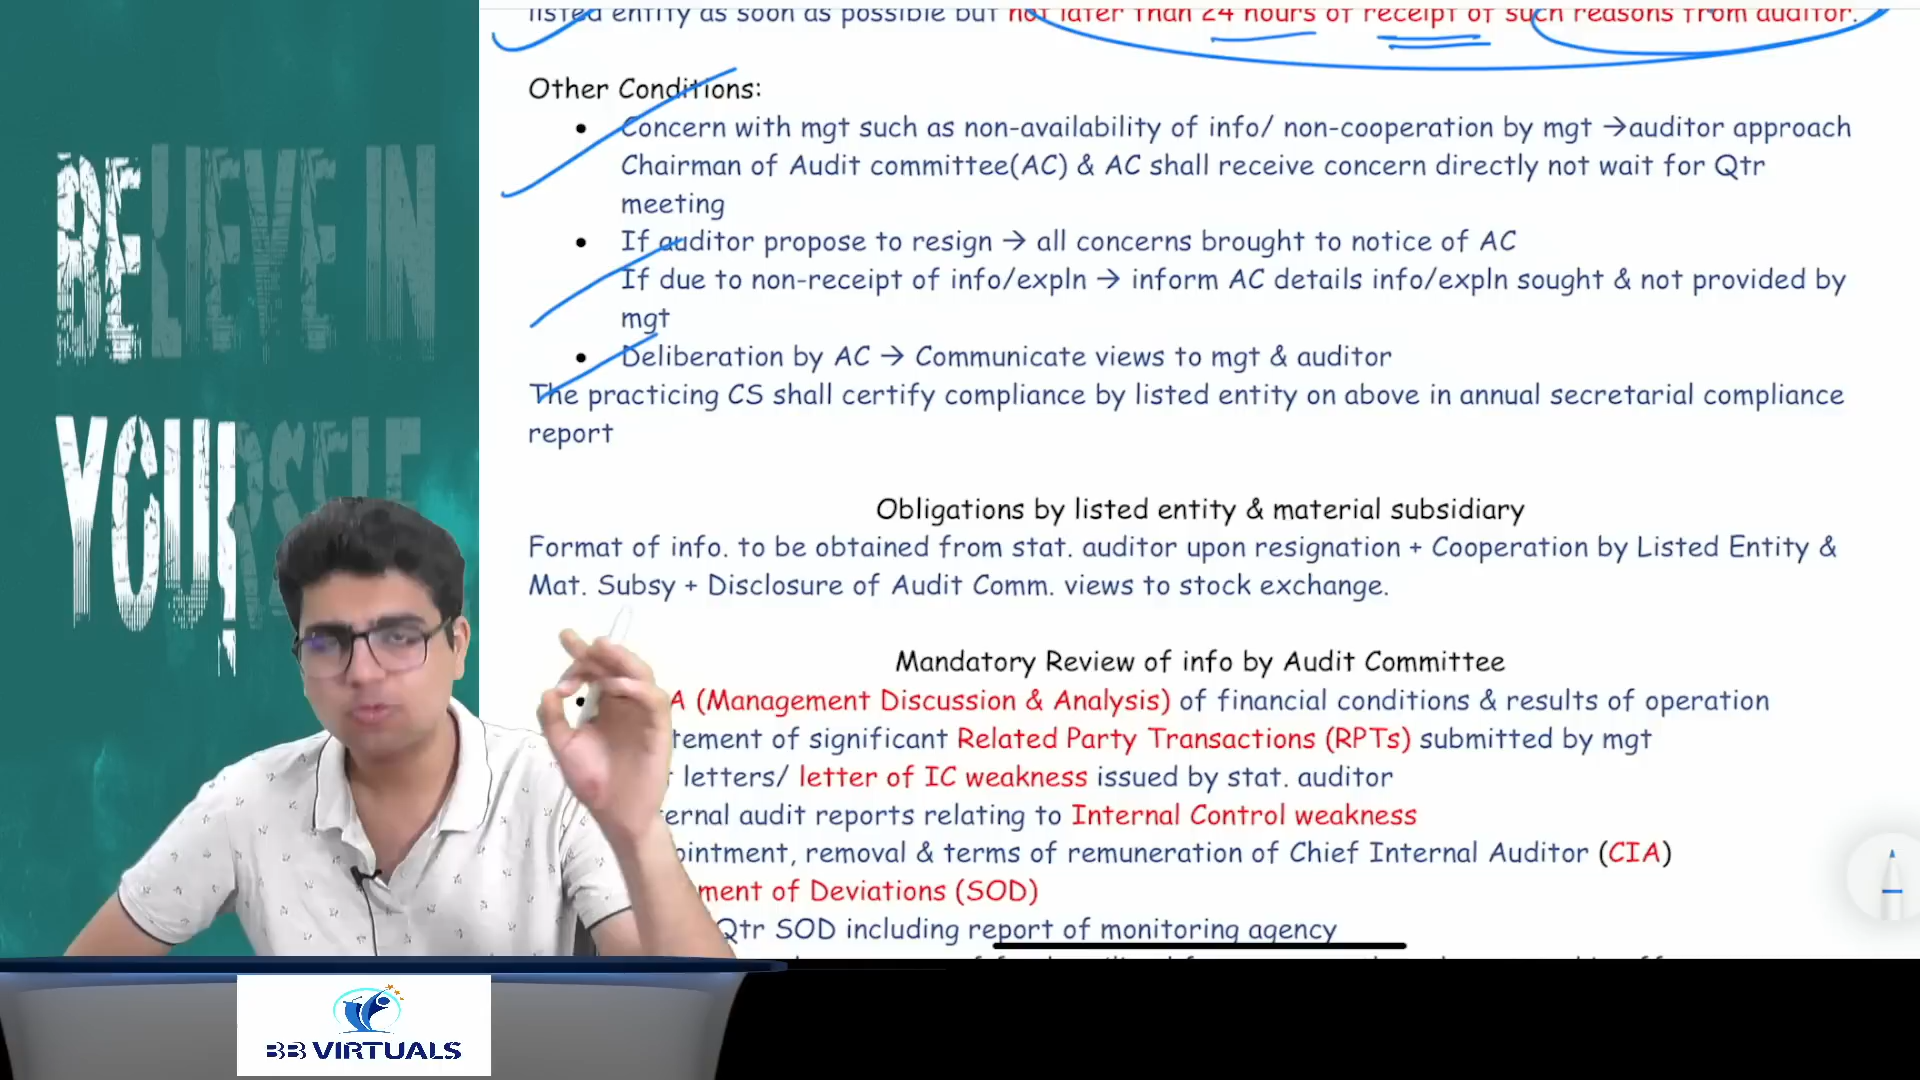 listed entity as soon as possible but not later than 24 hours of receipt of such reasons from auditor.
Other Conditions:
Concern with mgt such as non-availability of info/ non-cooperation by mgt →auditor approach
Chairman of Audit committee(AC) & AC shall receive concern directly not wait for Qtr
meeting
If auditor propose to resign → all concerns brought to notice of AC
If due to non-receipt of info/expln → inform AC details info/expln sought & not provided by
mgt
Deliberation by AC → Communicate views to mgt & auditor
The practicing CS shall certify compliance by listed entity on above in annual secretarial compliance
report
Obligations by listed entity & material subsidiary
Format of info. to be obtained from stat. auditor upon resignation + Cooperation by Listed Entity &
Mat. Subsy + Disclosure of Audit Comm. views to stock exchange.
Mandatory Review of info by Audit Committee
A (Management Discussion & Analysis) of financial conditions & results of operation
tement of significant Related Party Transactions (RPTs) submitted by mgt
letters/ letter of IC weakness issued by stat. auditor
ernal audit reports relating to Internal Control weakness
ointment, removal & terms of remuneration of Chief Internal Auditor (CIA)
ment of Deviations (SOD)
Qtr SOD including report of monitoring agency
BELIEVE IN
YOURSELF
BB VIRTUALS